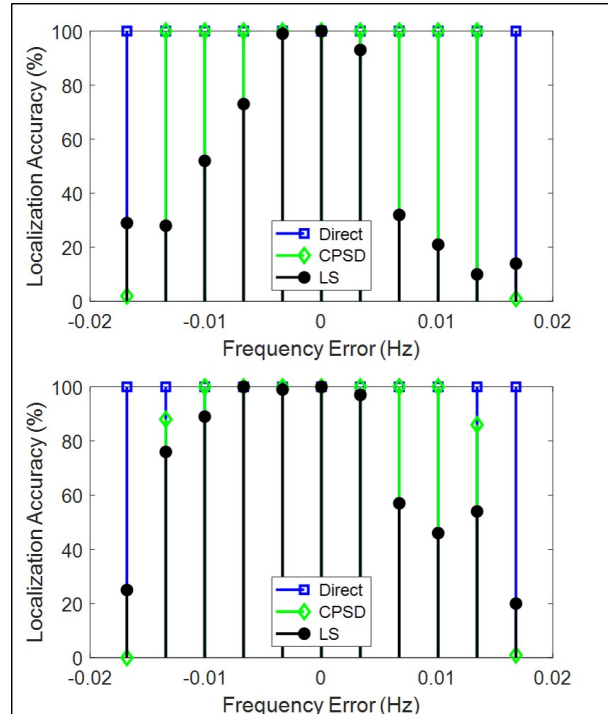 100
80
60
40
20
0
Localization Accuracy (%)
Direct
CPSD
LS
-0.02 -0.01 0 0.01 0.02
Frequency Error (Hz)
100
80
60
40
20
0
Localization Accuracy (%)
Direct
CPSD
LS
-0.02 -0.01 0 0.01 0.02
Frequency Error (Hz)